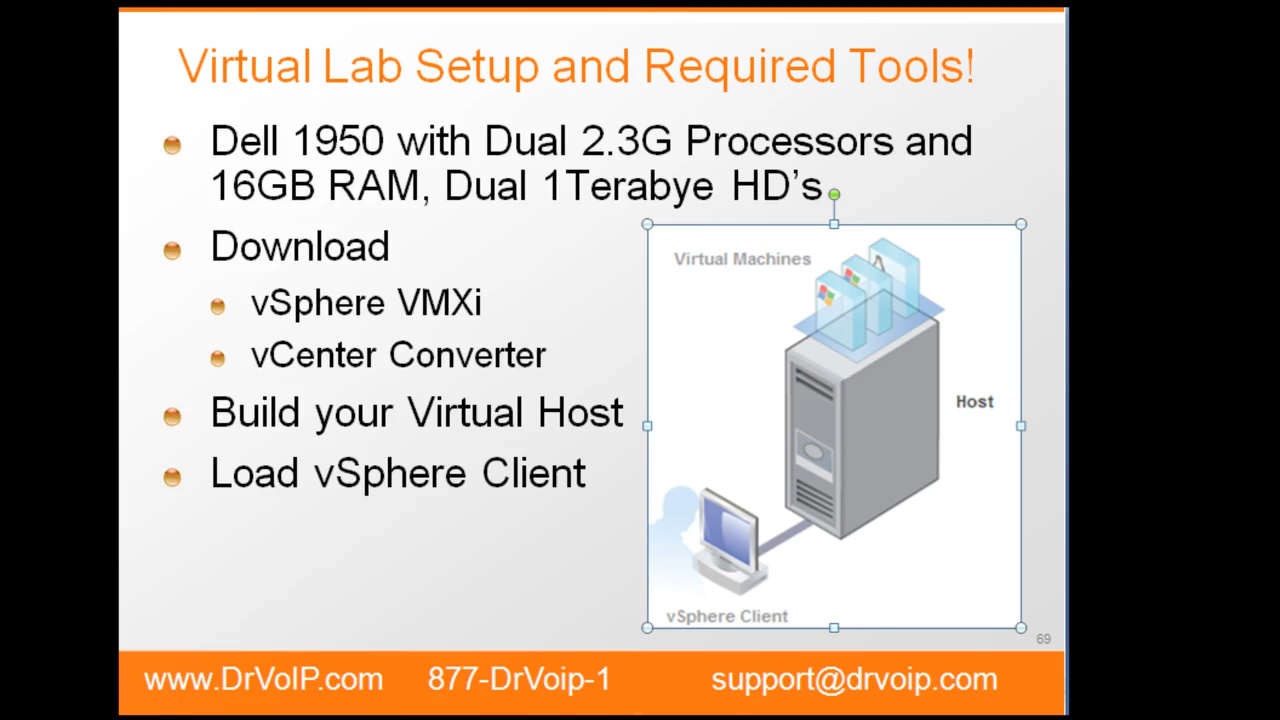 Virtual Lab Setup and Required Tools!
Dell 1950 with Dual 2.3G Processors and
16GB RAM, Dual 1Terabye HD's
Download
vSphere VMXi
vCenter Converter
Build your Virtual Host
Load vSphere Client
Virtual Machines
Host
vSphere Client
69
www.DrVoIP.com 877-DrVoip-1 support@drvoip.com